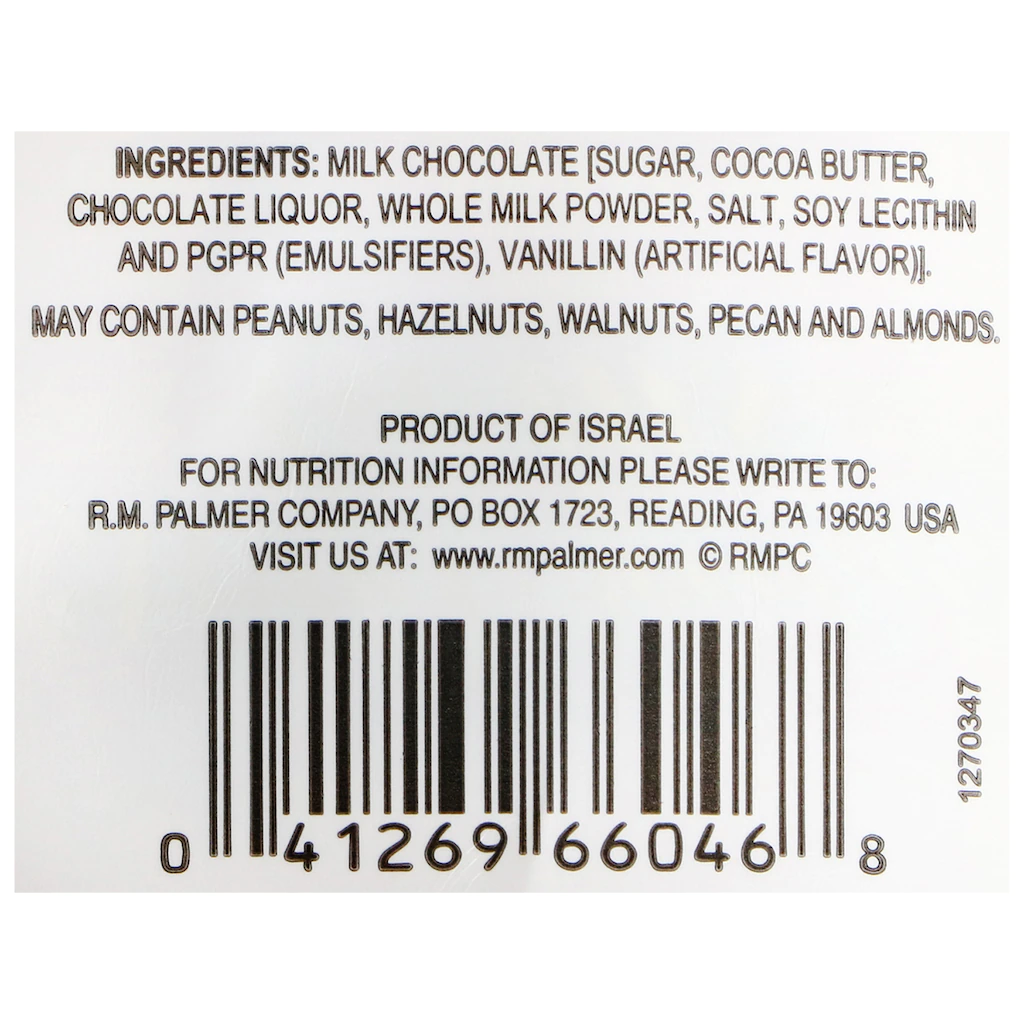 INGREDIENTS: MILK CHOCOLATE [SUGAR, COCOA BUTTER,
CHOCOLATE LIQUOR, WHOLE MILK POWDER, SALT, SOY LECITHIN
AND PGPR (EMULSIFIERS), VANILLIN (ARTIFICIAL FLAVOR)].
MAY CONTAIN PEANUTS, HAZELNUTS, WALNUTS, PECAN AND ALMONDS.
PRODUCT OF ISRAEL
FOR NUTRITION INFORMATION PLEASE WRITE TO:
R.M. PALMER COMPANY, PO BOX 1723, READING, PA 19603 USA
VISIT US AT: www.rmpalmer.com © RMPC
1270347
0 41269 66046 8